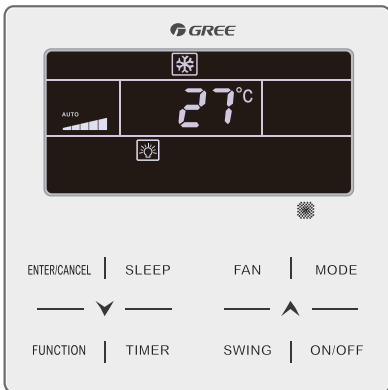 GREE
27°C
AUTO
ENTER/CANCEL SLEEP FAN MODE
FUNCTION TIMER SWING ON/OFF